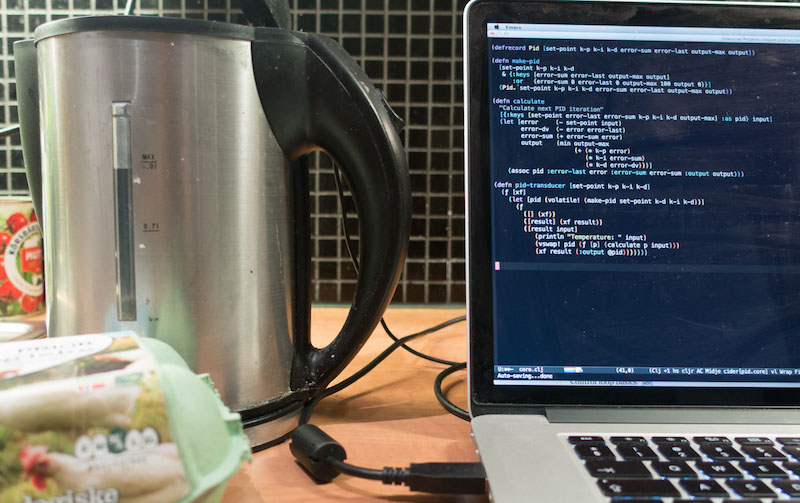 MAX
1.0l
0.7l
Emacs
(defrecord Pid [set-point k-p k-i k-d error-sum error-last output-max output])
(defn make-pid
[set-point k-p k-i k-d
& {:keys [error-sum error-last output-max output]
:or {error-sum 0 error-last 0 output-max 100 output 0}}]
(Pid. set-point k-p k-i k-d error-sum error-last output-max output))
(defn calculate
"Calculate next PID iteration"
[{:keys [set-point error-last error-sum k-p k-i k-d output-max] :as pid} input]
(let [error (- set-point input)
error-dv (- error error-last)
error-sum (+ error-sum error)
output (min output-max
(+ (* k-p error)
(* k-i error-sum)
(* k-d error-dv)))]
(assoc pid :error-last error :error-sum error-sum :output output)))
(defn pid-transducer [set-point k-p k-i k-d]
(ƒ [xf]
(let [pid (volatile! (make-pid set-point k-d k-i k-d))]
(ƒ
([] (xf))
([result] (xf result))
([result input]
(println "Temperature: " input)
(vswap! pid (ƒ [p] (calculate p input)))
(xf result (:output @pid)))))))
U:**- core.clj (41,0) (Clj +1 hs cljr AC Midje cider[pid.core] vl Wrap Fi
Auto-saving...done
control loop basics